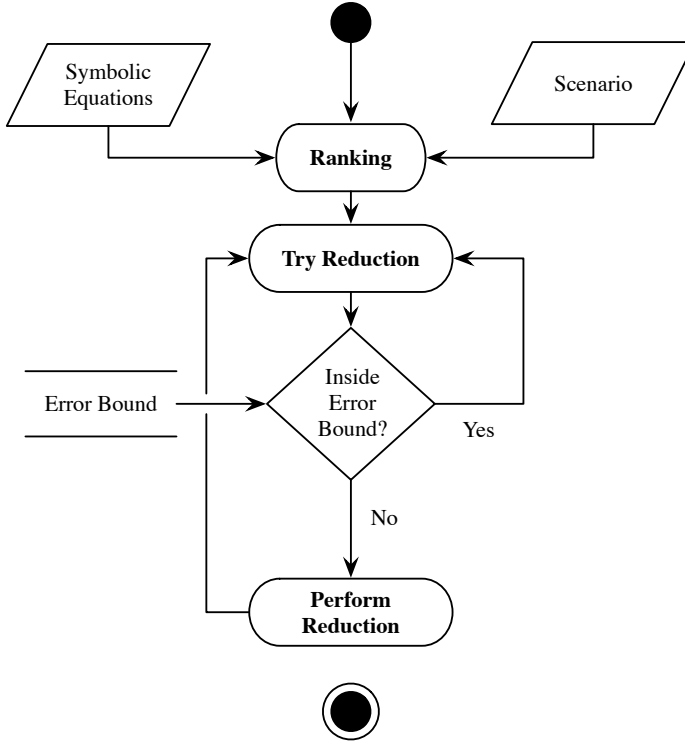 Symbolic
Equations
Scenario
Ranking
Try Reduction
Inside
Error
Bound?
Error Bound
Yes
No
Perform
Reduction